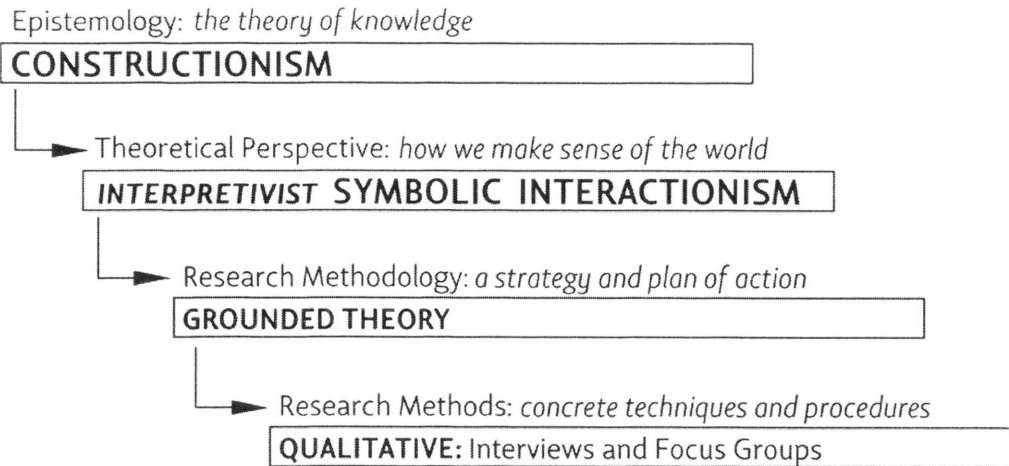 Epistemology: the theory of knowledge
CONSTRUCTIONISM
Theoretical Perspective: how we make sense of the world
INTERPRETIVIST SYMBOLIC INTERACTIONISM
Research Methodology: a strategy and plan of action
GROUNDED THEORY
Research Methods: concrete techniques and procedures
QUALITATIVE: Interviews and Focus Groups